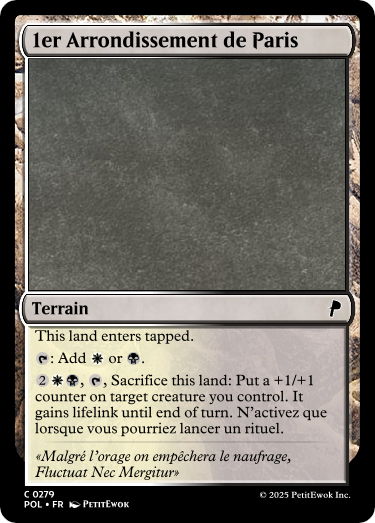 1er Arrondissement de Paris
Terrain
This land enters tapped.
: Add or .
2 , , Sacrifice this land: Put a +1/+1
counter on target creature you control. It
gains lifelink until end of turn. N’activez que
lorsque vous pourriez lancer un rituel.
«Malgré l’orage on empêchera le naufrage,
Fluctuat Nec Mergitur»
C 0279
POL • FR PetitEwok
© 2025 PetitEwok Inc.